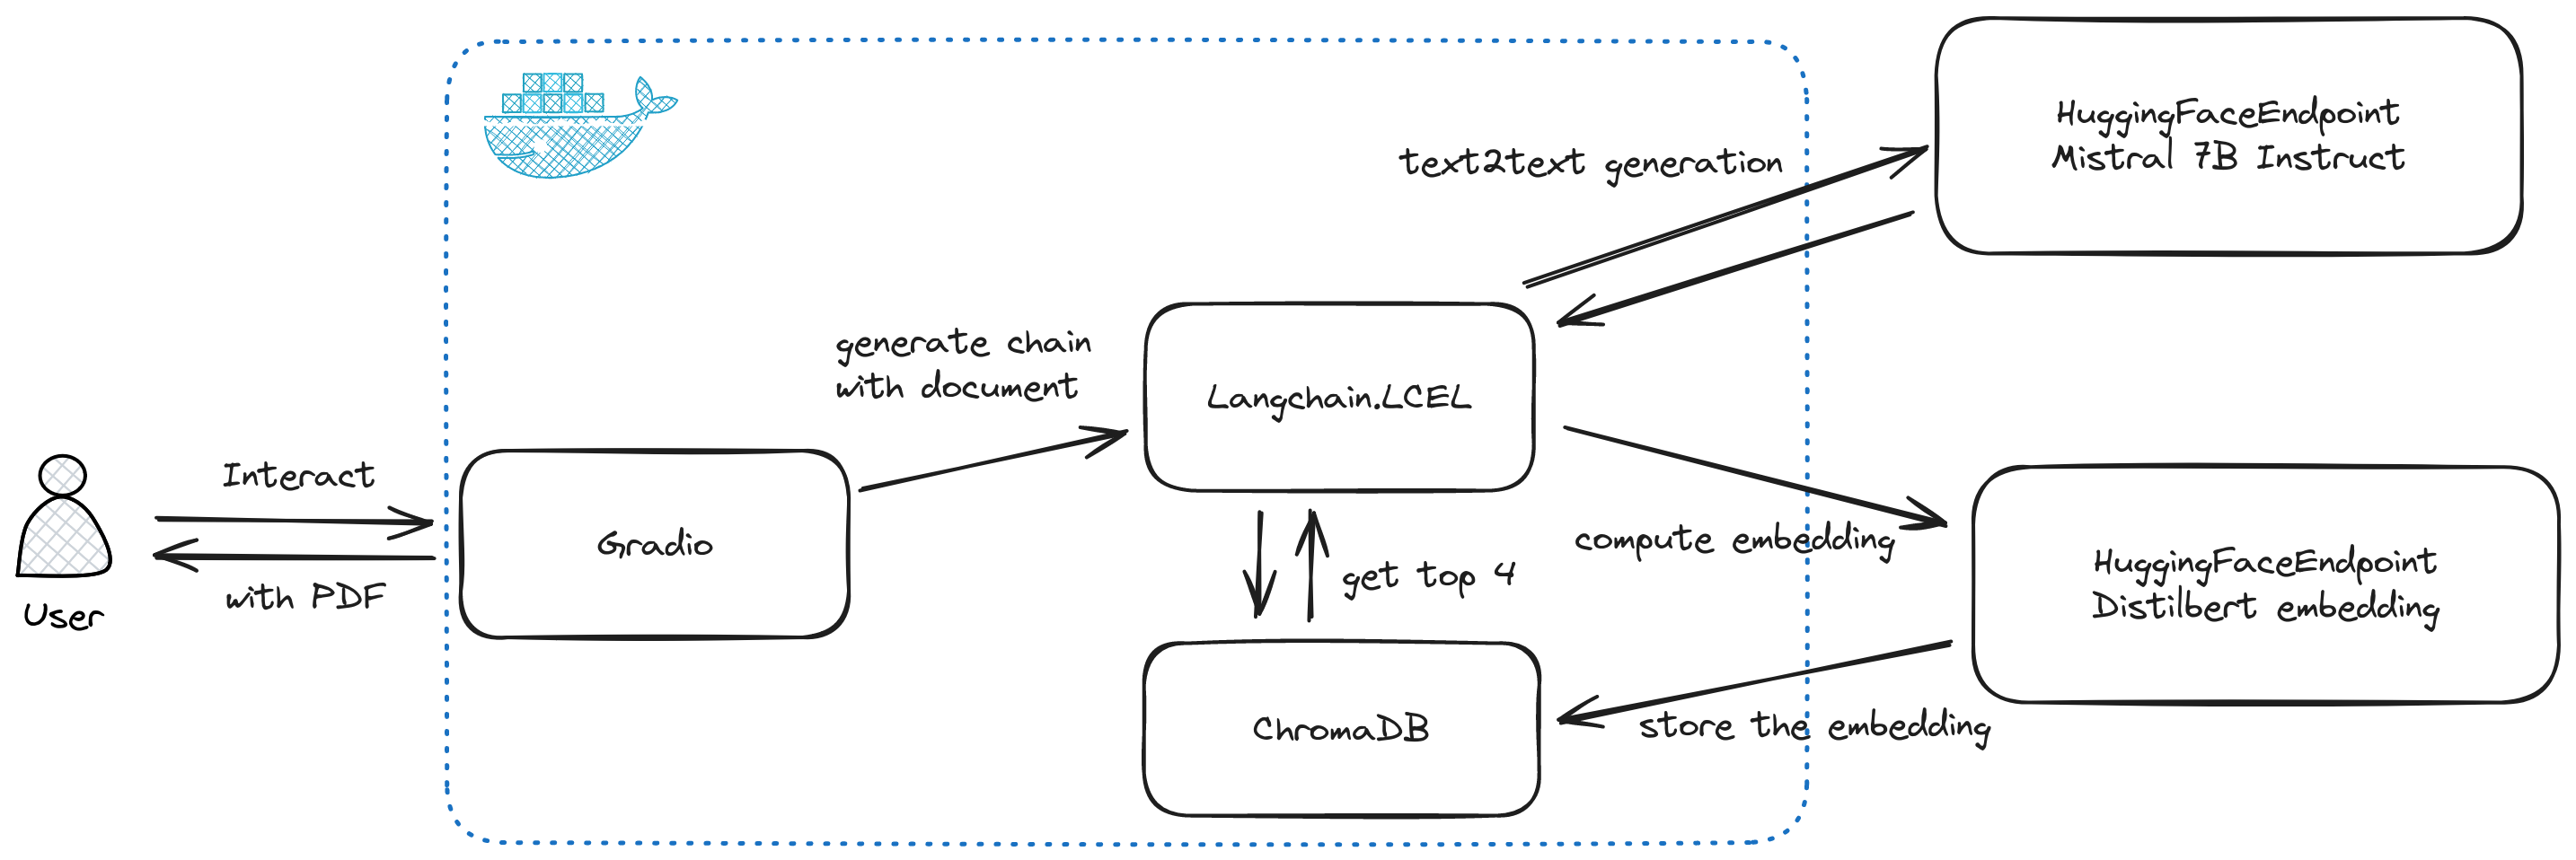 HuggingFaceEndpoint
Mistral 7B Instruct
text2text generation
generate chain
with document
Langchain.LCEL
Interact
with PDF
User
Gradio
get top 4
compute embedding
HuggingFaceEndpoint
Distilbert embedding
ChromaDB
store the embedding